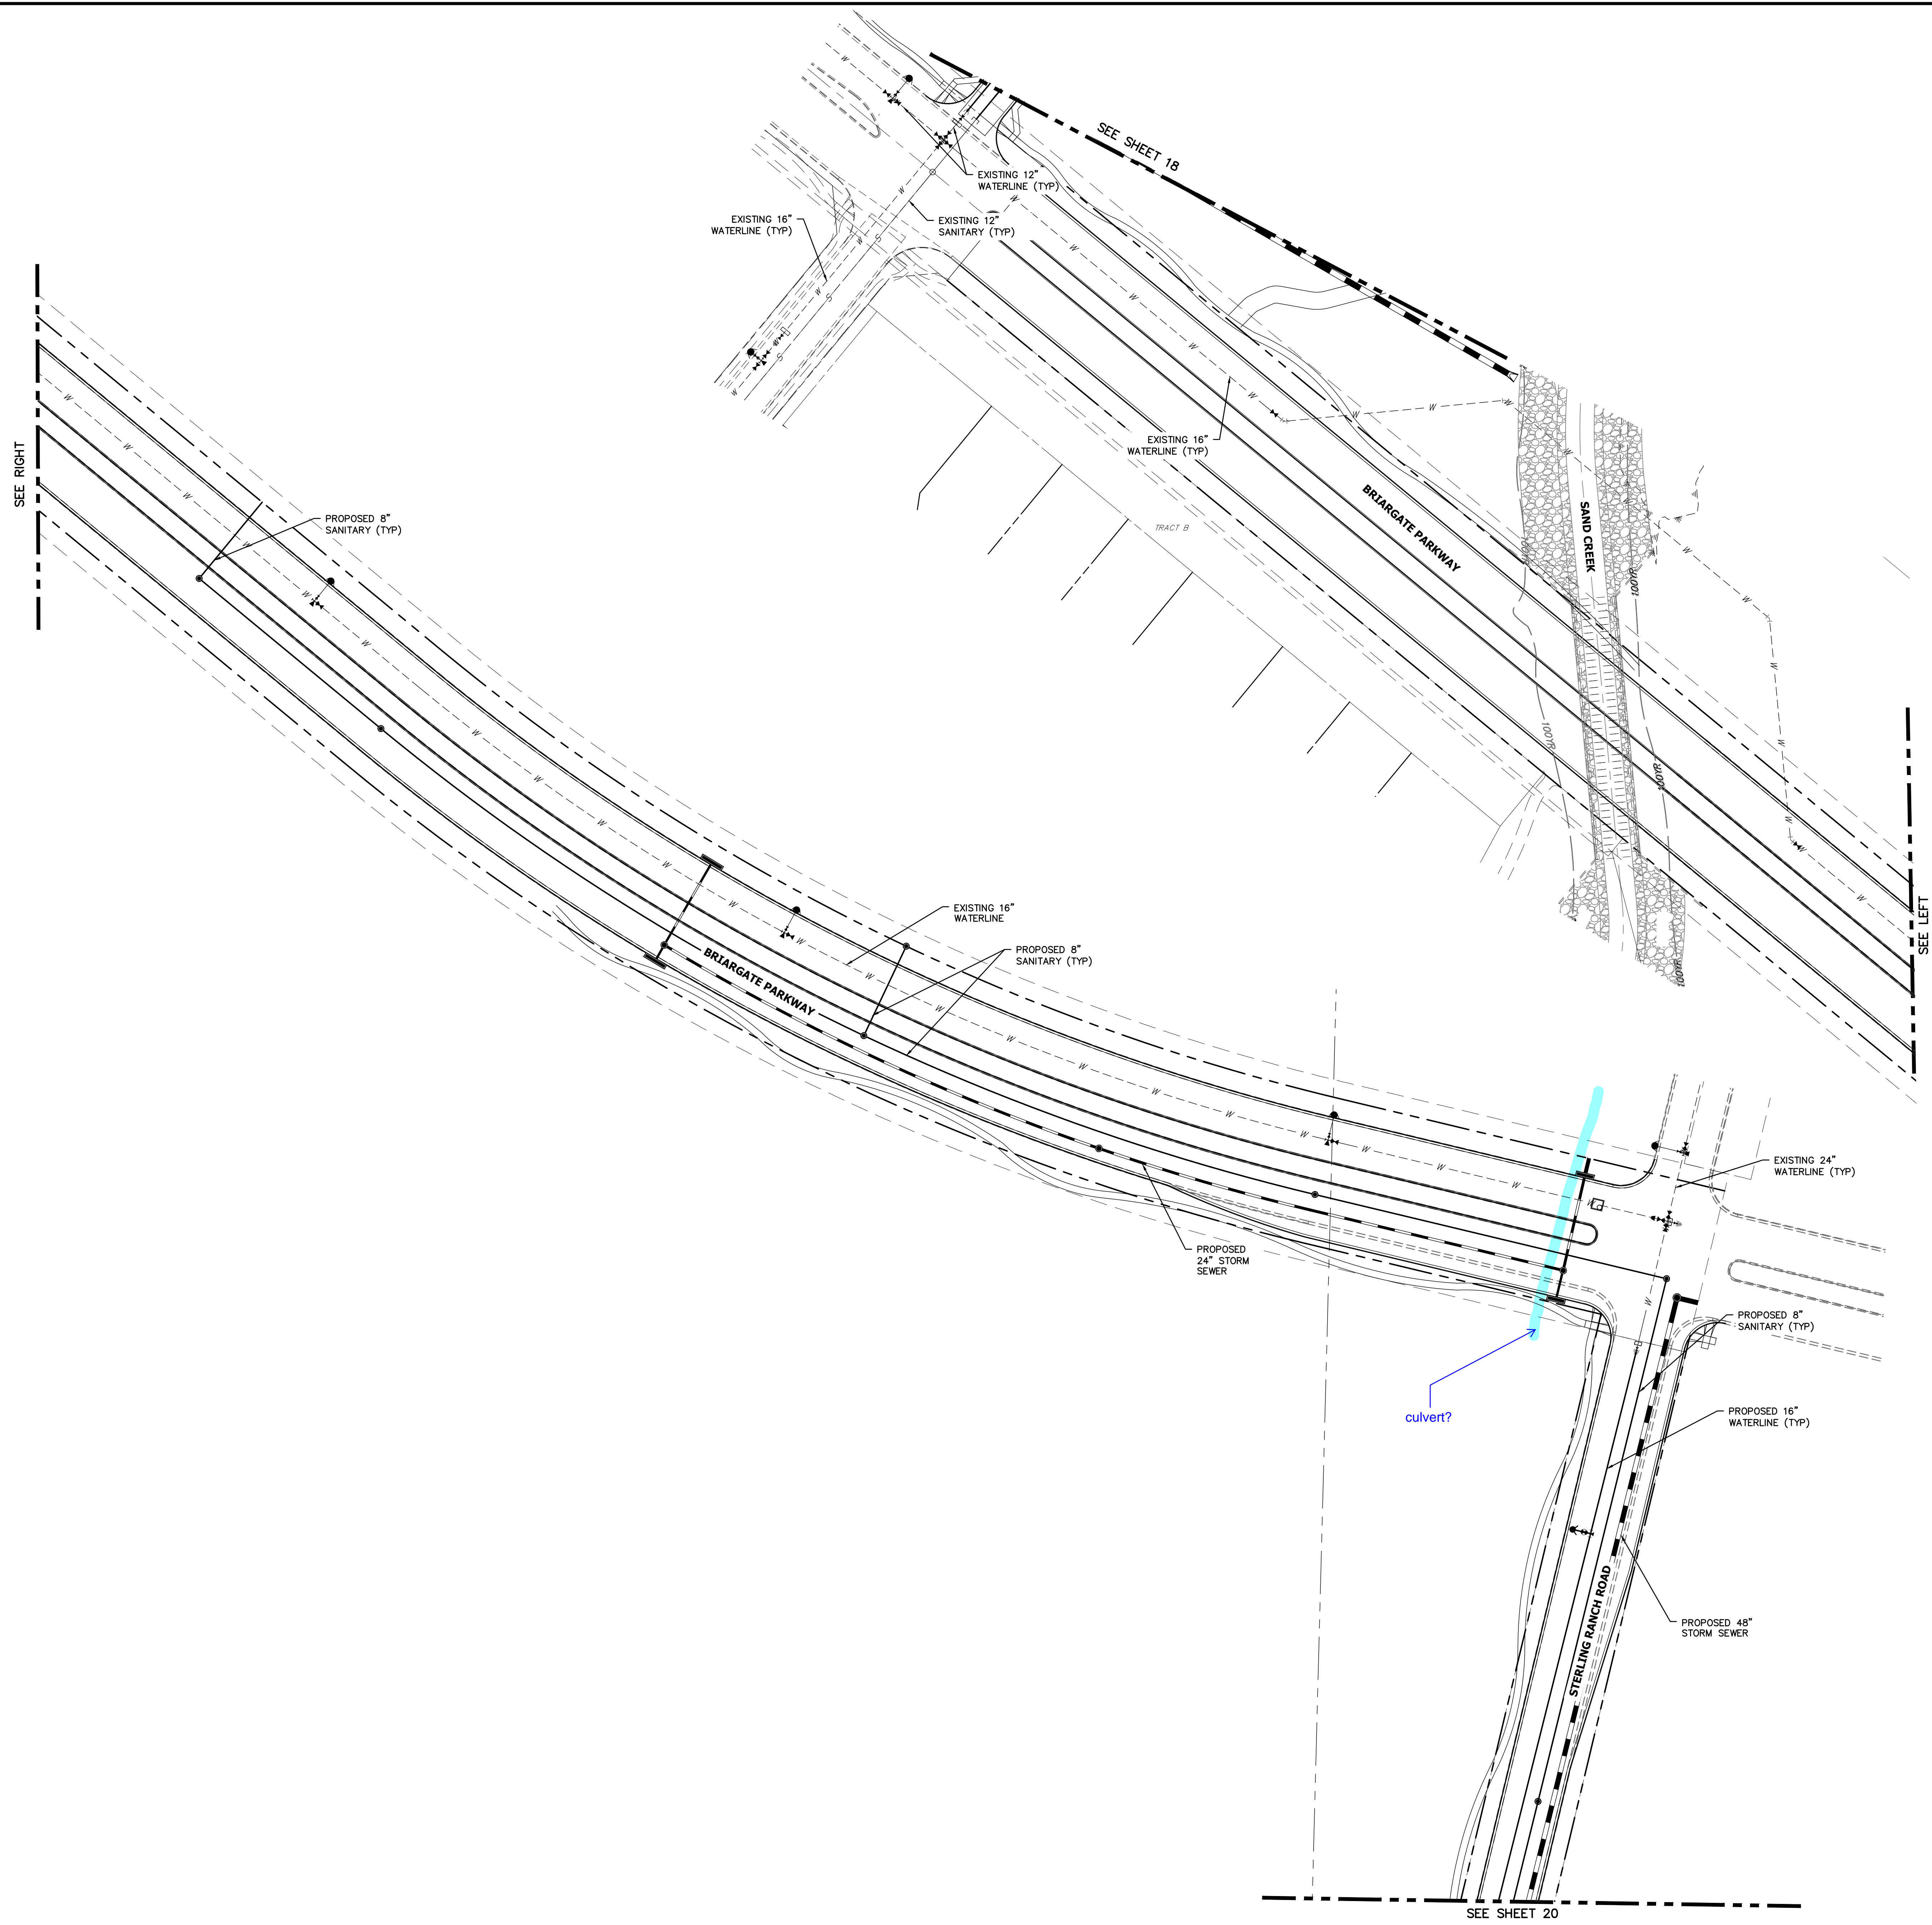 SEE SHEET 18
EXISTING 12"
WATERLINE (TYP)
EXISTING 16"
WATERLINE (TYP)
EXISTING 12"
SANITARY (TYP)
EXISTING 16"
WATERLINE (TYP)
BRIARGATE PARKWAY
SAND CREEK
TRACT B
100YR
100YR
100YR
100YR
SEE RIGHT
PROPOSED 8"
SANITARY (TYP)
SEE LEFT
EXISTING 16"
WATERLINE
PROPOSED 8"
SANITARY (TYP)
BRIARGATE PARKWAY
EXISTING 24"
WATERLINE (TYP)
PROPOSED
24" STORM
SEWER
PROPOSED 8"
SANITARY (TYP)
culvert?
PROPOSED 16"
WATERLINE (TYP)
STERLING RANCH ROAD
PROPOSED 48"
STORM SEWER
SEE SHEET 20